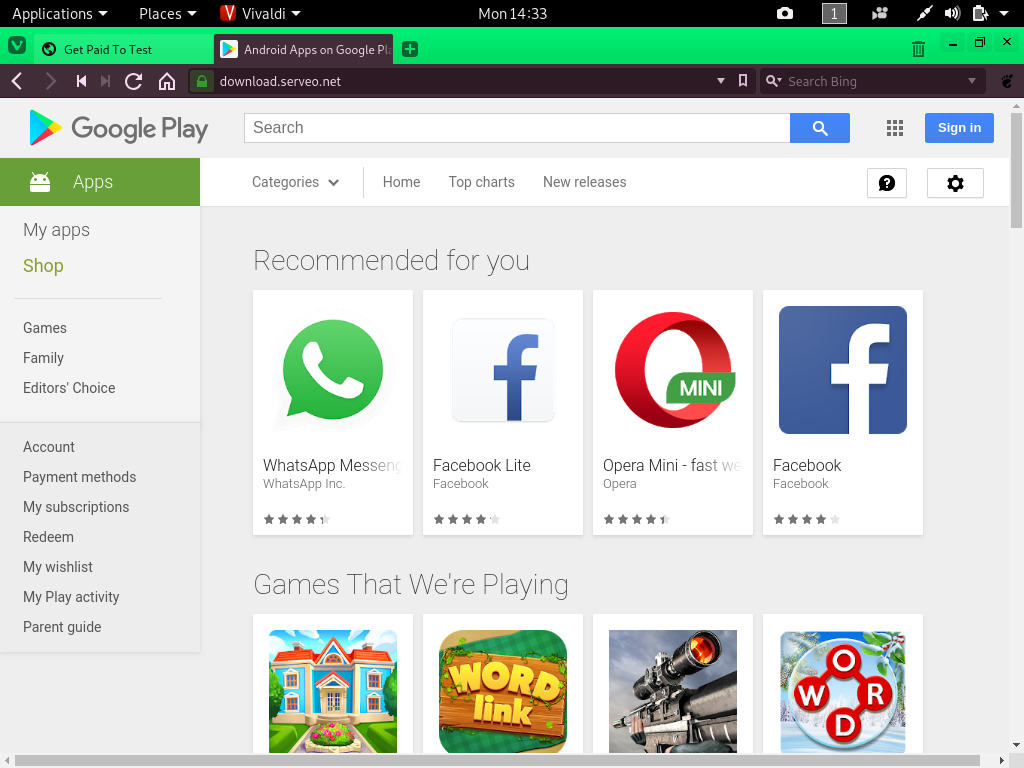 Applications Places Vivaldi Mon 14:33 1
Get Paid To Test Android Apps on Google Pl
download.serveo.net Search Bing
Google Play Search Sign in
Apps Categories Home Top charts New releases
My apps
Shop
Games
Family
Editors' Choice
Account
Payment methods
My subscriptions
Redeem
My wishlist
My Play activity
Parent guide
Recommended for you
MINI
WhatsApp Messeng Facebook Lite Opera Mini - fast we Facebook
WhatsApp Inc. Facebook Opera Facebook
Games That We're Playing
WORD
link
O
W R
D